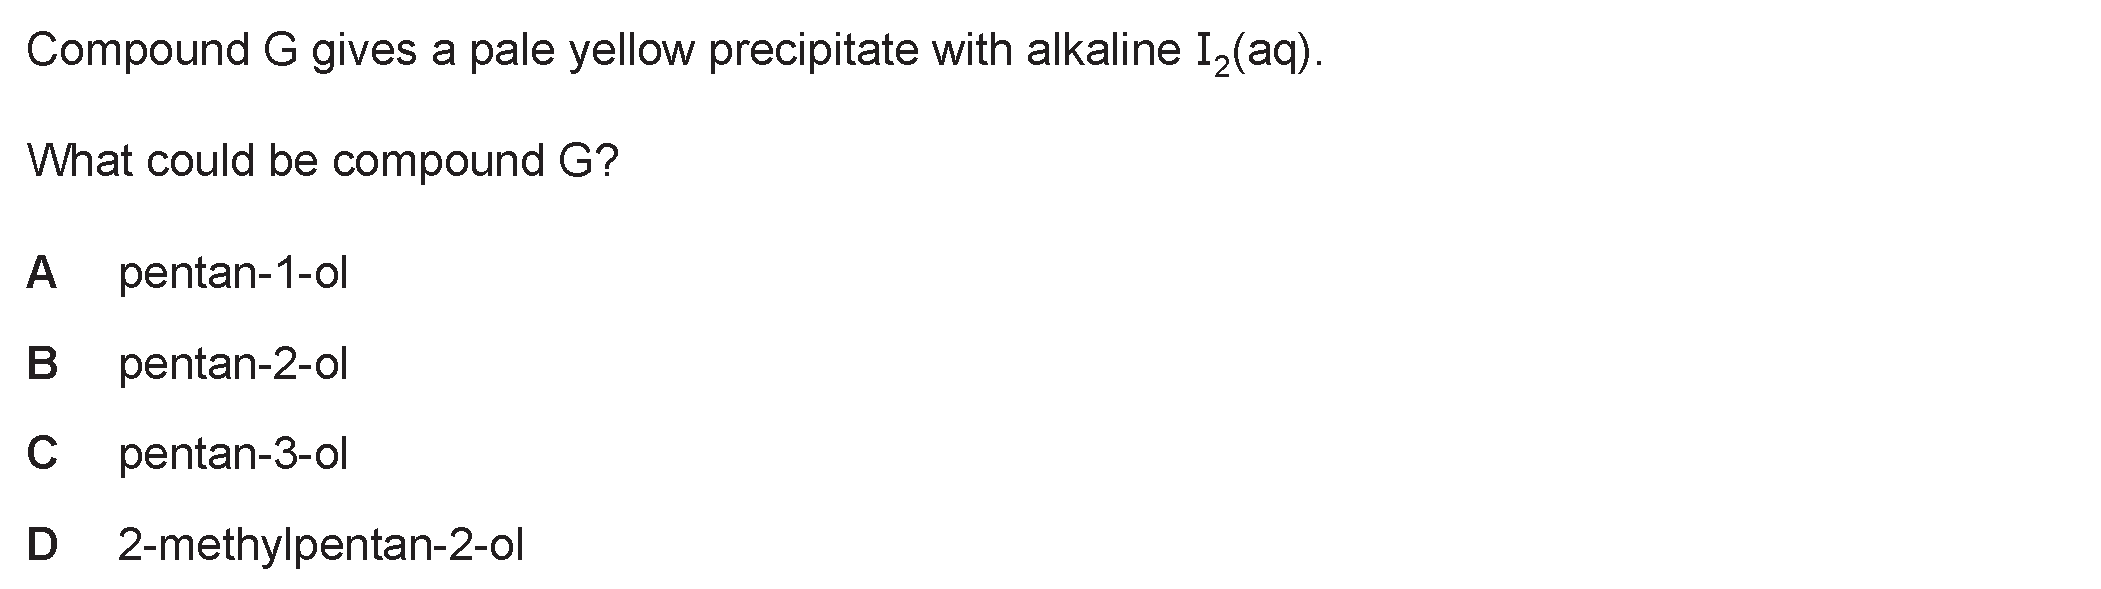 Compound G gives a pale yellow precipitate with alkaline I₂(aq).
What could be compound G?
A pentan-1-ol
B pentan-2-ol
C pentan-3-ol
D 2-methylpentan-2-ol